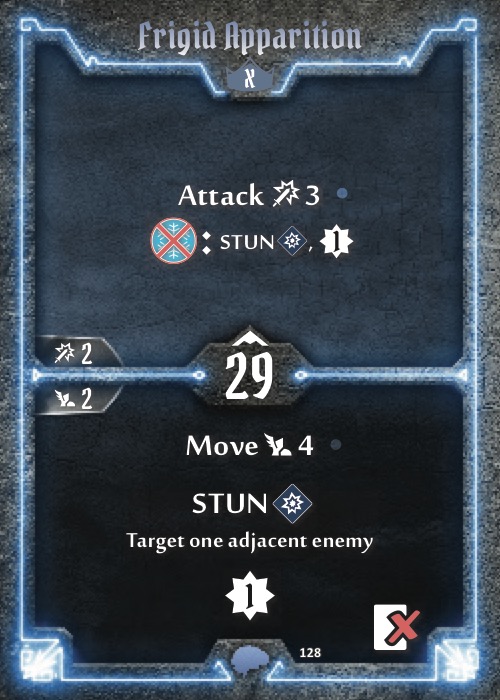 Frigid Apparition
X
Attack 3
: STUN , 1
2
29
2
Move 4
STUN
Target one adjacent enemy
1
128